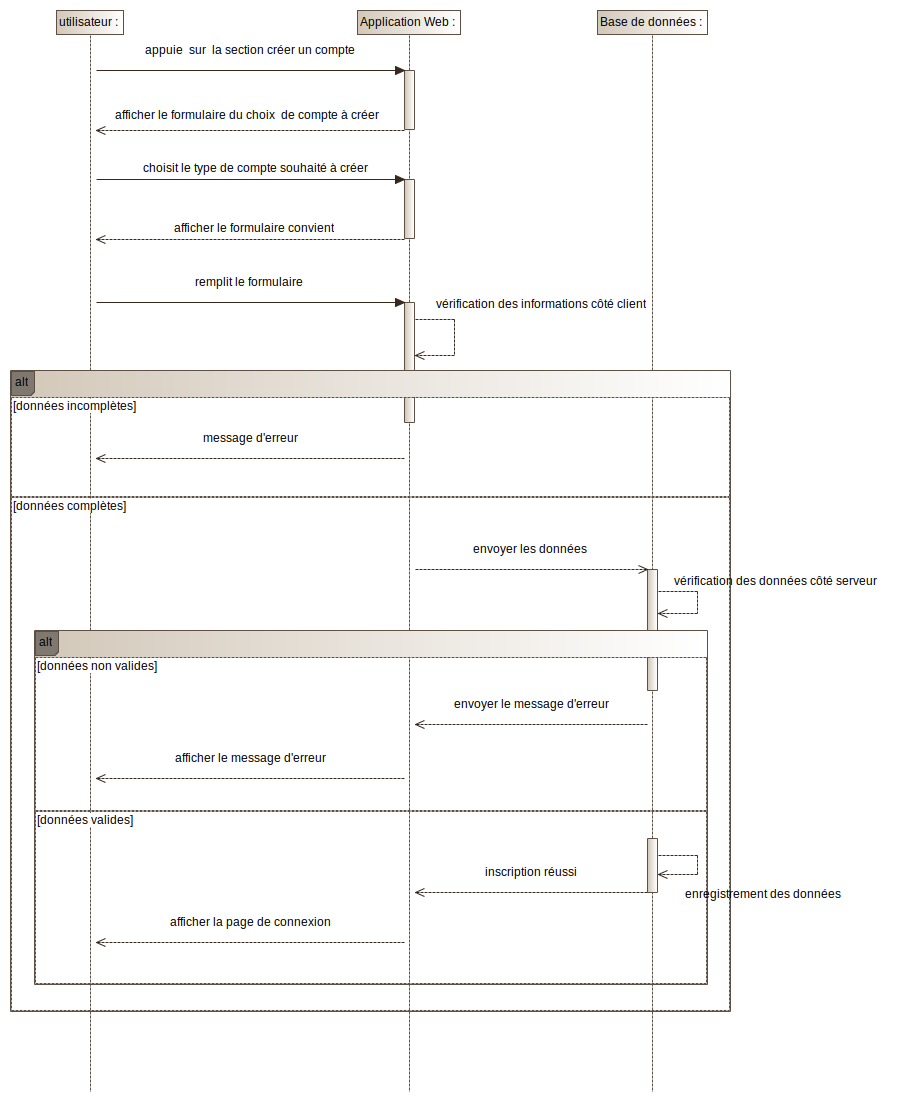 utilisateur :
Application Web :
Base de données :
appuie  sur  la section créer un compte
afficher le formulaire du choix  de compte à créer
choisit le type de compte souhaité à créer
afficher le formulaire convient
remplit le formulaire
vérification des informations côté client
alt
[données incomplètes]
message d'erreur
[données complètes]
envoyer les données
vérification des données côté serveur
alt
[données non valides]
envoyer le message d'erreur
afficher le message d'erreur
[données valides]
inscription réussi
enregistrement des données
afficher la page de connexion